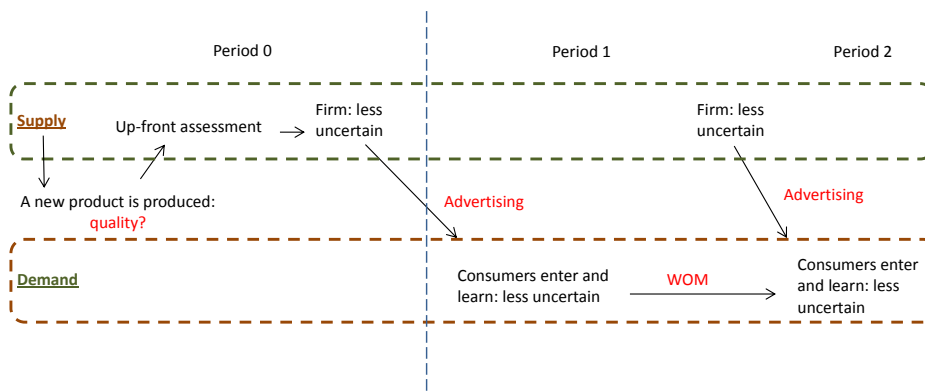 Period 0
Period 1
Period 2
Supply
Up-front assessment
Firm: less
uncertain
Firm: less
uncertain
A new product is produced:
quality?
Advertising
Advertising
Demand
Consumers enter and
learn: less uncertain
WOM
Consumers enter
and learn: less
uncertain